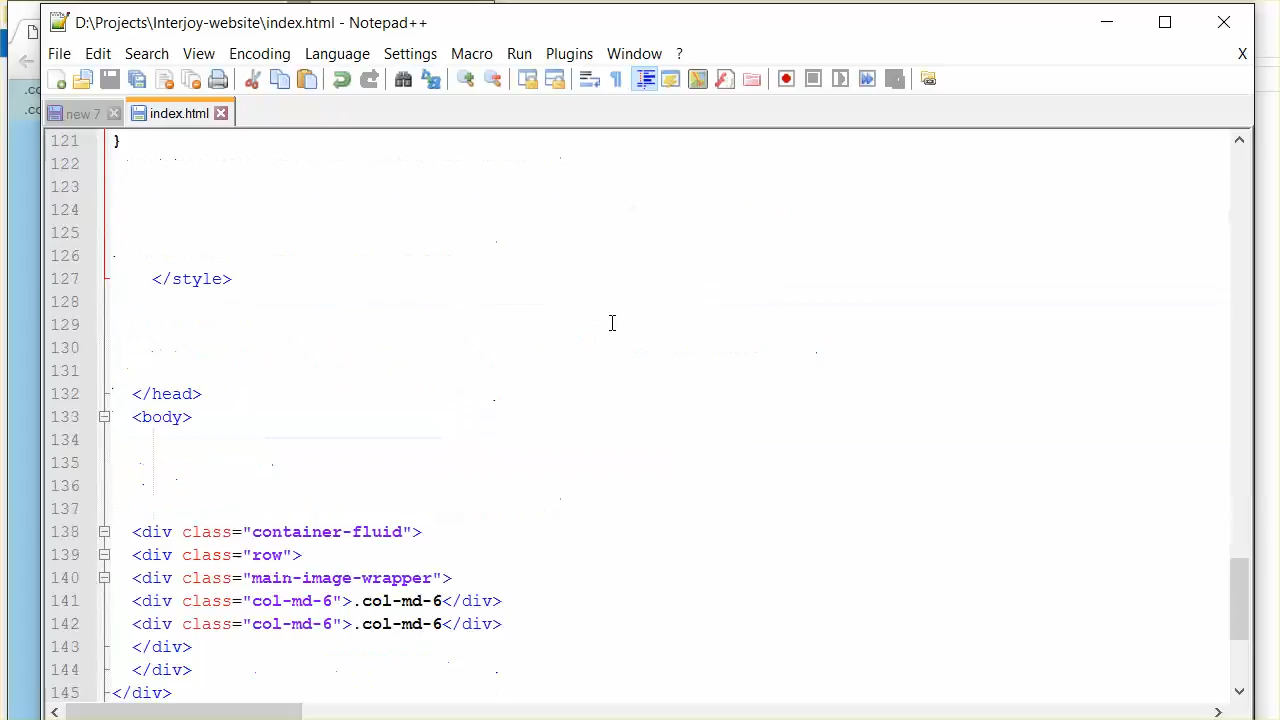 D:\Projects\Interjoy-website\index.html - Notepad++
File Edit Search View Encoding Language Settings Macro Run Plugins Window ? X
new 7 index.html
121 }
122
123
124
125
126
127 </style>
128
129
130
131
132 </head>
133 <body>
134
135
136
137
138 <div class="container-fluid">
139 <div class="row">
140 <div class="main-image-wrapper">
141 <div class="col-md-6">.col-md-6</div>
142 <div class="col-md-6">.col-md-6</div>
143 </div>
144 </div>
145 </div>
.co
.co